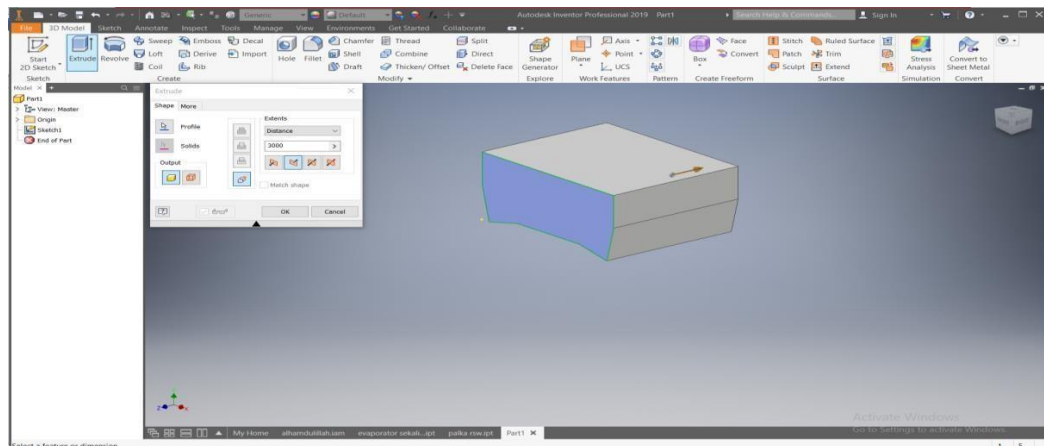 Generic Default Autodesk Inventor Professional 2019 Part1 Search Help & Commands... Sign In
File 3D Model Sketch Annotate Inspect Tools Manage View Environments Get Started Collaborate
Start 2D Sketch Extrude Revolve Sweep Emboss Decal Hole Fillet Chamfer Thread Split Shape Generator Plane Axis Box Face Stitch Ruled Surface Stress Analysis Convert to Sheet Metal
Loft Derive Import Shell Combine Direct Point Convert Patch Trim
Coil Rib Draft Thicken/ Offset Delete Face UCS Sculpt Extend
Sketch Create Modify Explore Work Features Pattern Create Freeform Surface Simulation Convert
Model
Part1
View: Master
Origin
Sketch1
End of Part
Extrude
Shape More
Profile
Solids
Output
Extents
Distance
3000
Match shape
OK Cancel
Activate Windows
Go to Settings to activate Windows.
My Home alhamdulillah.iam evaporator sekali...ipt palka rsw.ipt Part1
Select a feature or dimension
1 5